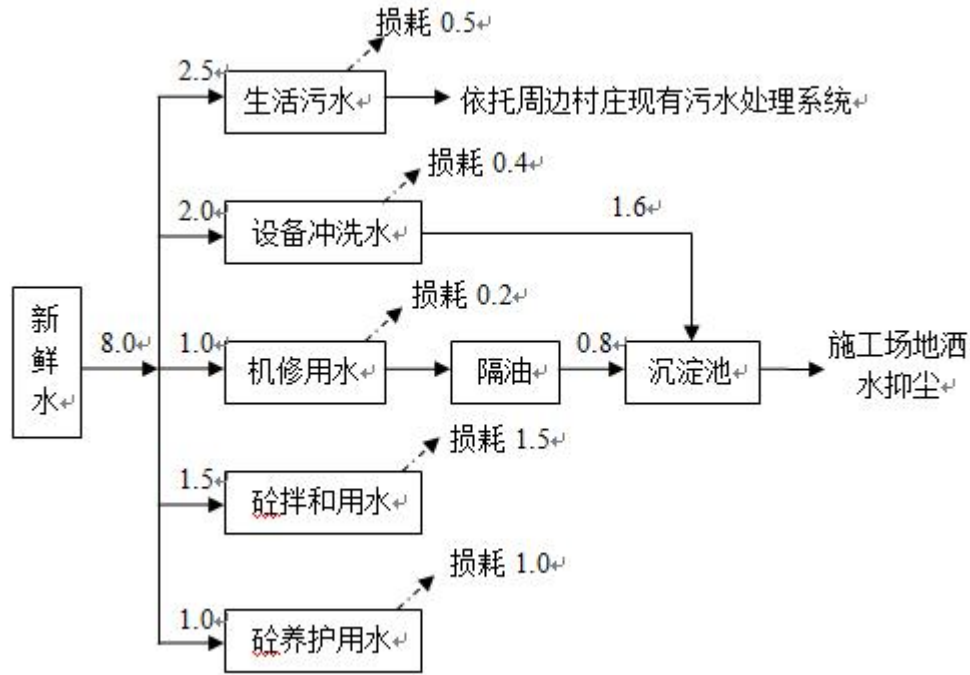 损耗 0.5
2.5
生活污水
依托周边村庄现有污水处理系统
损耗 0.4
2.0
设备冲洗水
1.6
损耗 0.2
新
鲜
水
8.0
1.0
机修用水
隔油
0.8
沉淀池
施工场地洒
水抑尘
损耗 1.5
1.5
砼拌和用水
损耗 1.0
1.0
砼养护用水